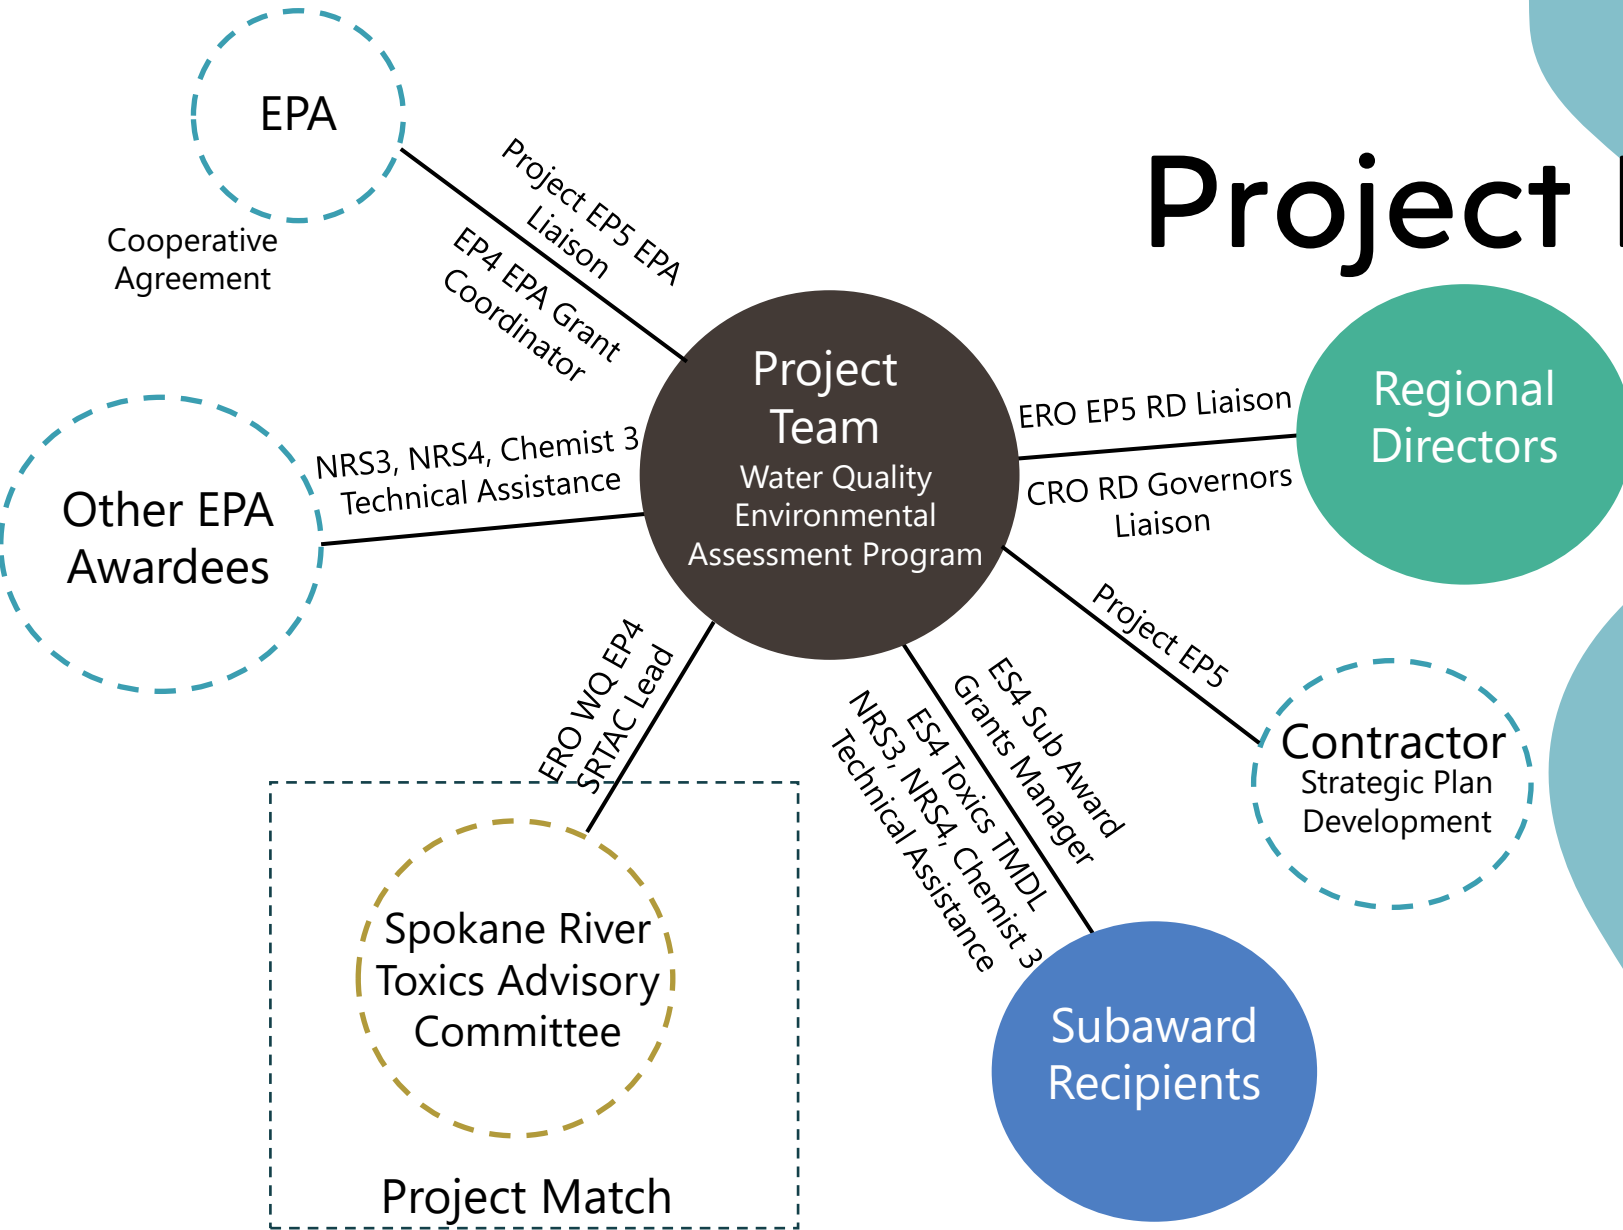 EPA
Cooperative
Agreement
Project EP5 EPA
Liaison
EP4 EPA Grant
Coordinator
Project
Project
Team
Water Quality
Environmental
Assessment Program
ERO EP5 RD Liaison
CRO RD Governors
Liaison
Regional
Directors
NRS3, NRS4, Chemist 3
Technical Assistance
Other EPA
Awardees
Project EP5
Contractor
Strategic Plan
Development
ERO WQ EP4
SRTAC Lead
ES4 Sub Award
Grants Manager
ES4 Toxics TMDL
NRS3, NRS4, Chemist 3
Technical Assistance
Spokane River
Toxics Advisory
Committee
Project Match
Subaward
Recipients